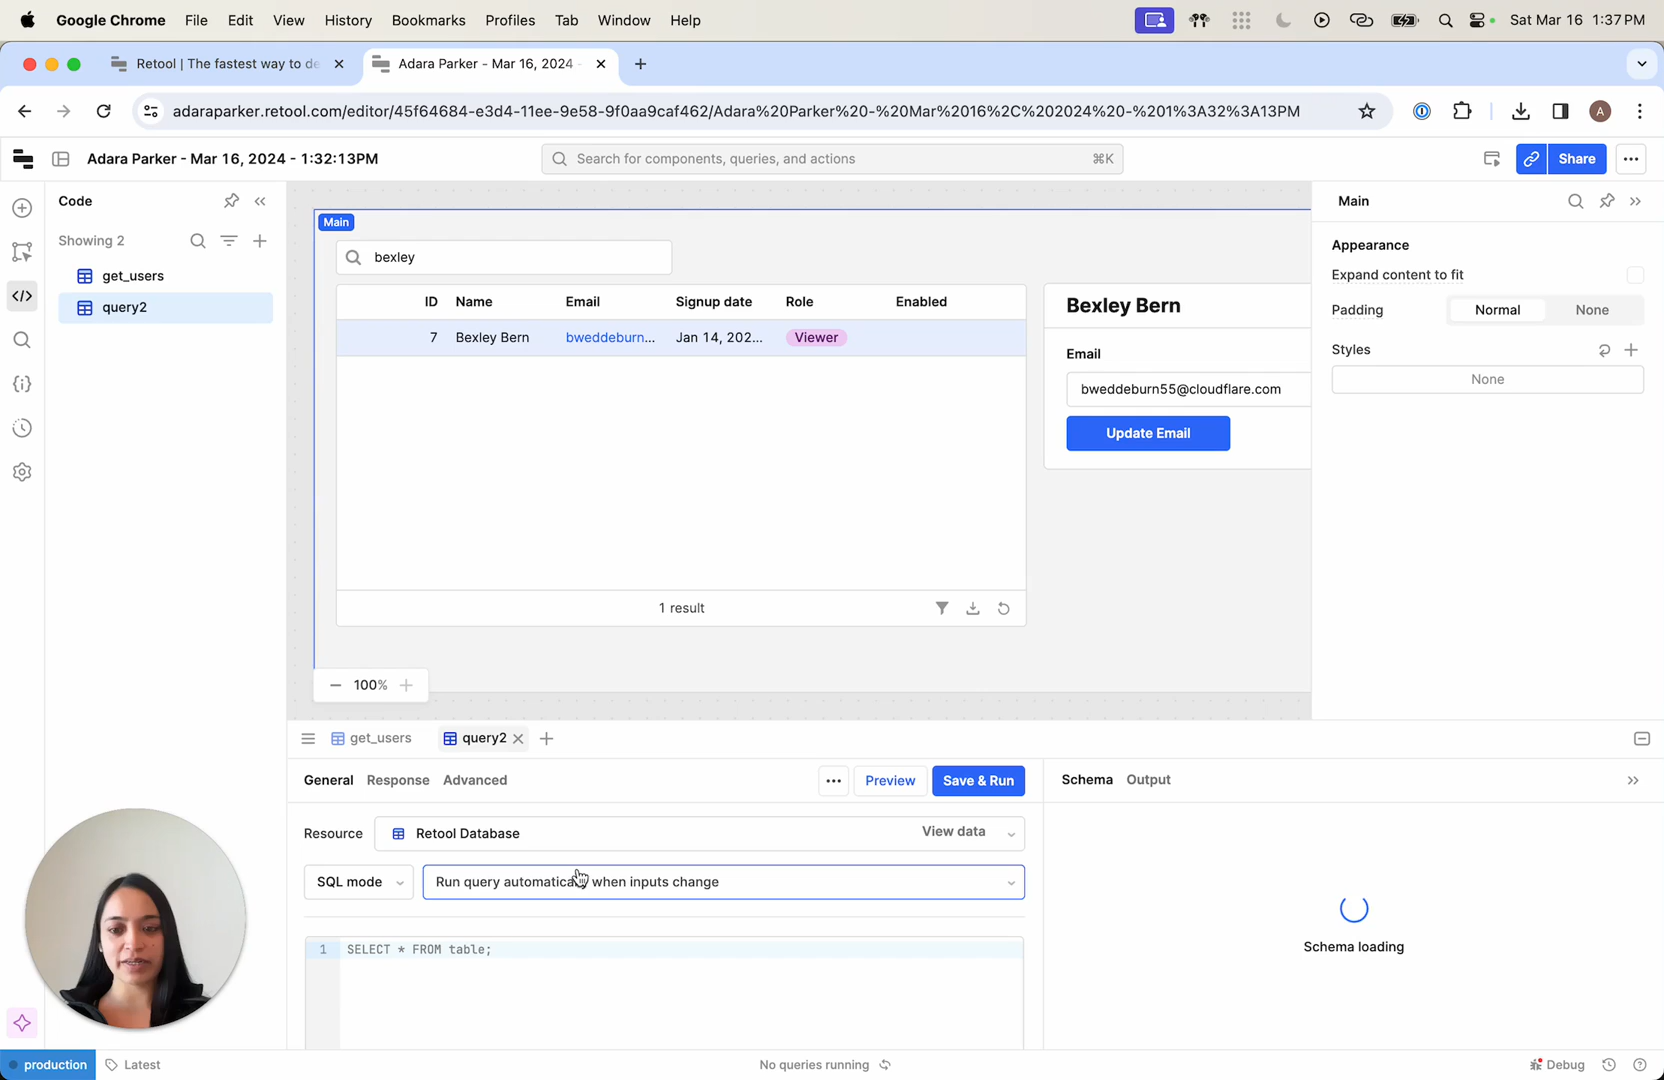 Google Chrome File Edit View History Bookmarks Profiles Tab Window Help Sat Mar 16 1:37 PM
Retool | The fastest way to de Adara Parker - Mar 16, 2024 -
adaraparker.retool.com/editor/45f64684-e3d4-11ee-9e58-9f0aa9caf462/Adara%20Parker%20-%20Mar%2016%2C%202024%20-%201%3A32%3A13PM A
Adara Parker - Mar 16, 2024 - 1:32:13PM Search for components, queries, and actions ⌘K Share
Code
Showing 2
get_users
query2
Main
bexley
ID Name Email Signup date Role Enabled
7 Bexley Bern bweddeburn... Jan 14, 202... Viewer
1 result
Bexley Bern
Email
bweddeburn55@cloudflare.com
Update Email
100%
Main
Appearance
Expand content to fit
Padding Normal None
Styles
None
get_users query2
General Response Advanced Preview Save & Run
Resource Retool Database View data
SQL mode Run query automatically when inputs change
1 SELECT * FROM table;
Schema Output
Schema loading
production Latest No queries running Debug